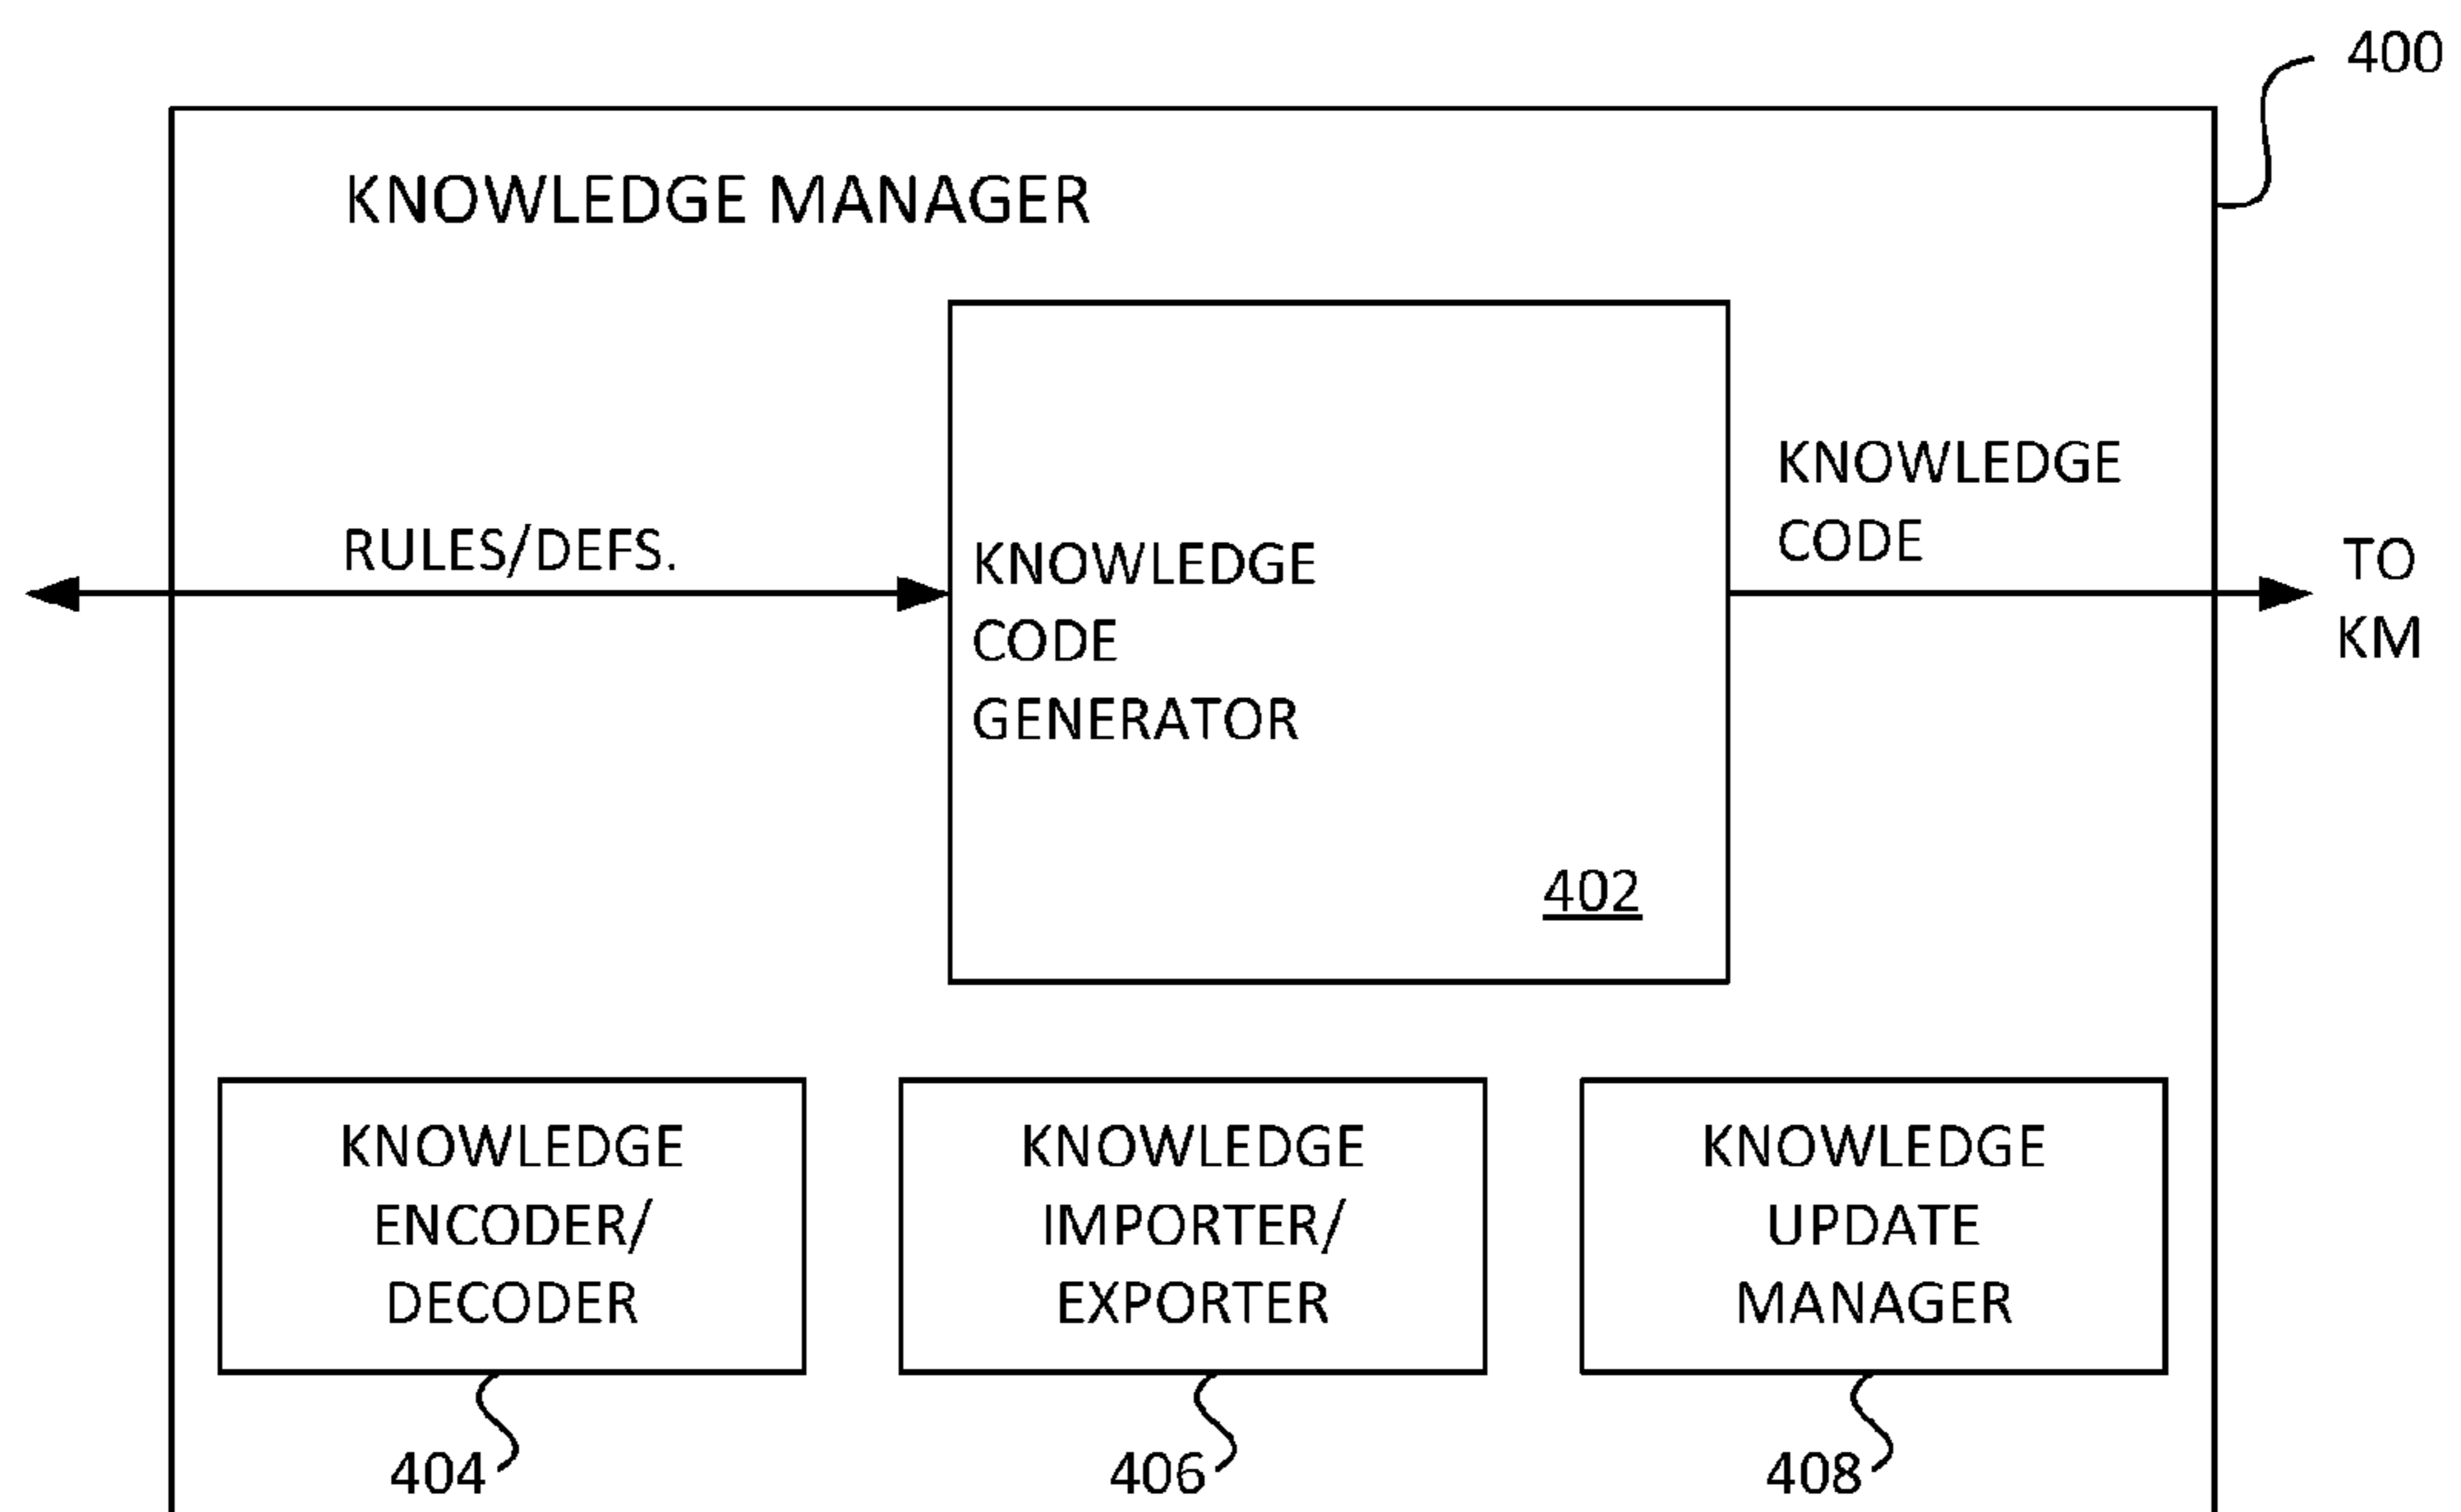 400
KNOWLEDGE MANAGER
KNOWLEDGE
CODE
RULES/DEFS.
KNOWLEDGE
CODE
GENERATOR
TO
KM
402
KNOWLEDGE
ENCODER/
DECODER
KNOWLEDGE
IMPORTER/
EXPORTER
KNOWLEDGE
UPDATE
MANAGER
404
406
408